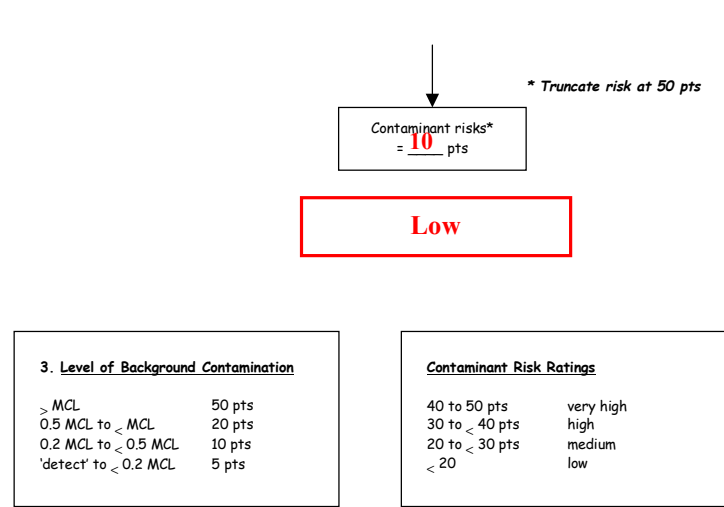 * Truncate risk at 50 pts
Contaminant risks*
= 10 pts
Low
3. Level of Background Contamination
> MCL 50 pts
0.5 MCL to < MCL 20 pts
0.2 MCL to < 0.5 MCL 10 pts
'detect' to < 0.2 MCL 5 pts
Contaminant Risk Ratings
40 to 50 pts very high
30 to < 40 pts high
20 to < 30 pts medium
< 20 low